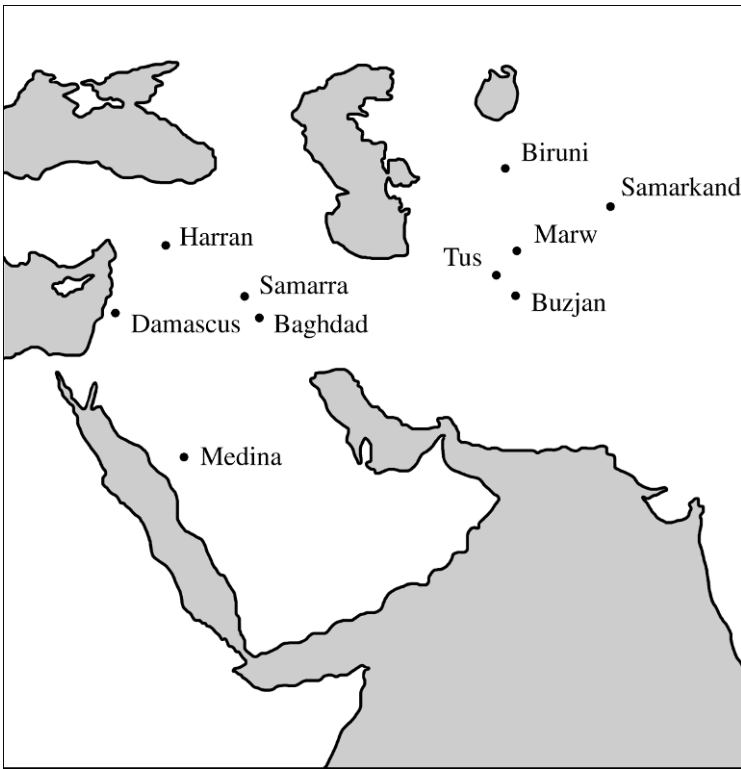 Biruni
Samarkand
Marw
Harran
Tus
Samarra
Buzjan
Damascus
Baghdad
Medina